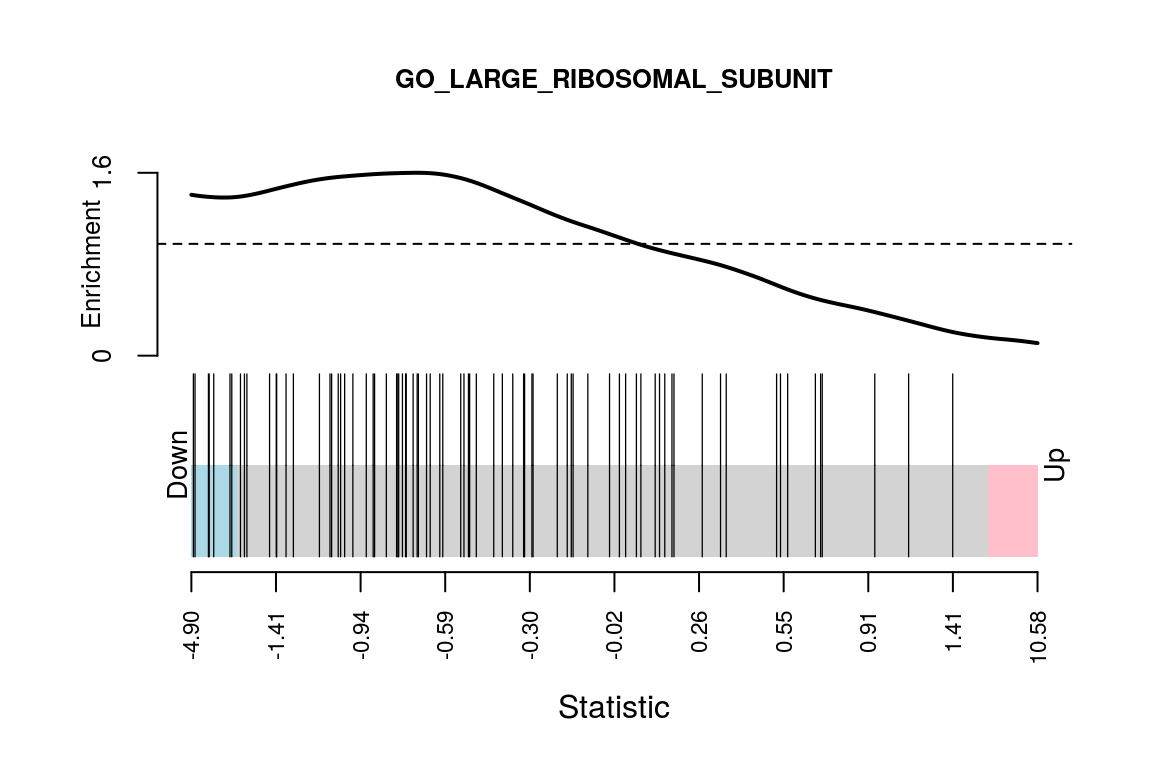 GO_LARGE_RIBOSOMAL_SUBUNIT
Enrichment
1.6
0
Down
Up
-4.90
-1.41
-0.94
-0.59
-0.30
-0.02
0.26
0.55
0.91
1.41
10.58
Statistic